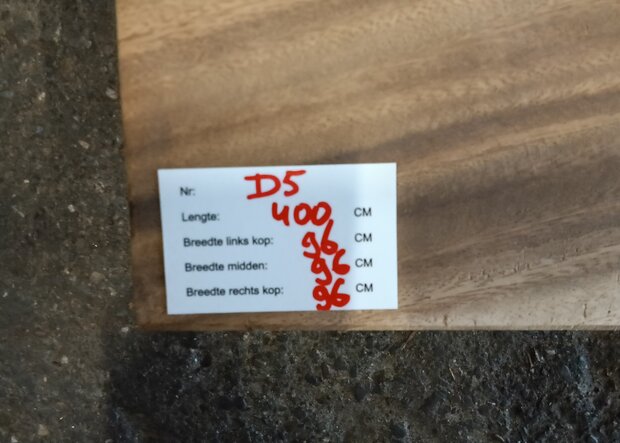 Nr: D5
Lengte: 400 CM
Breedte links kop: 96 CM
Breedte midden: 96 CM
Breedte rechts kop: 96 CM